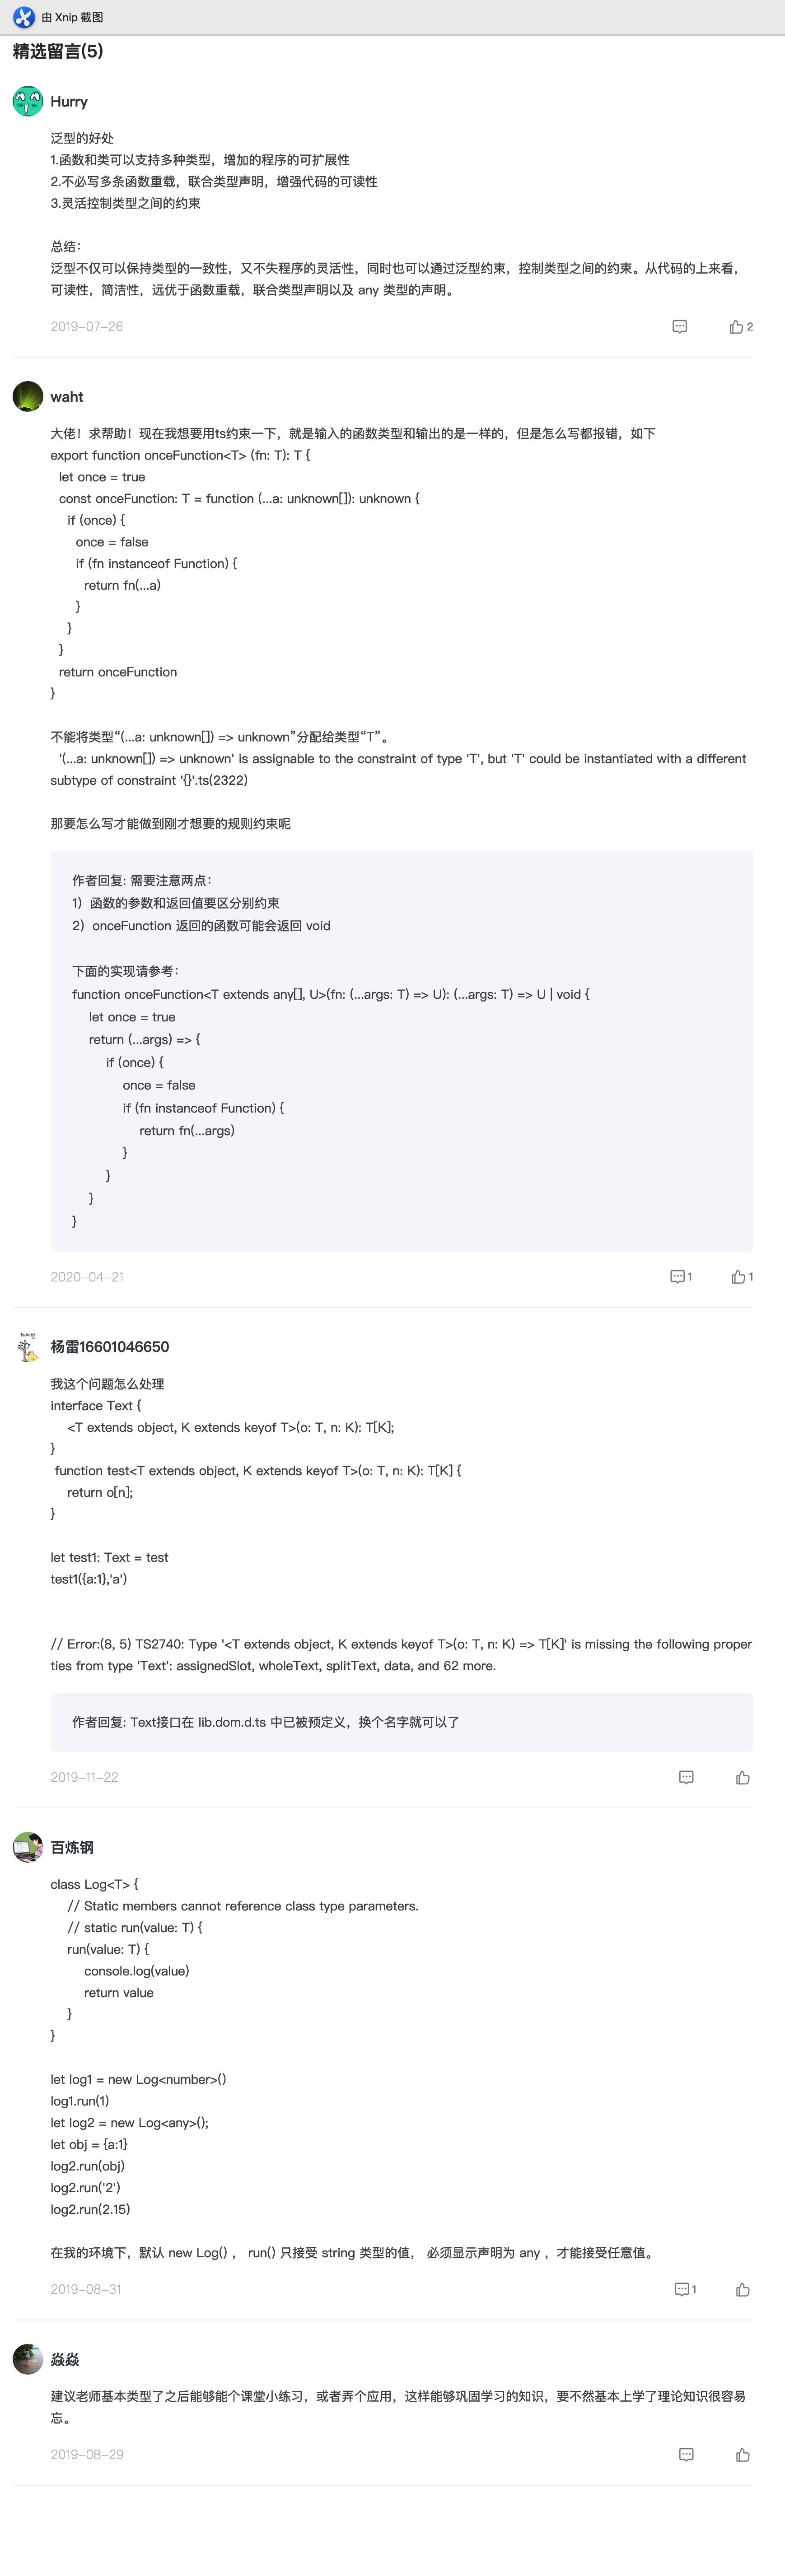 由 Xnip 截图
精选留言(5)
Hurry
泛型的好处
1.函数和类可以支持多种类型，增加的程序的可扩展性
2.不必写多条函数重载，联合类型声明，增强代码的可读性
3.灵活控制类型之间的约束
总结：
泛型不仅可以保持类型的一致性，又不失程序的灵活性，同时也可以通过泛型约束，控制类型之间的约束。从代码的上来看，
可读性，简洁性，远优于函数重载，联合类型声明以及 any 类型的声明。
2019-07-26
2
waht
大佬！求帮助！现在我想要用ts约束一下，就是输入的函数类型和输出的是一样的，但是怎么写都报错，如下
export function onceFunction<T> (fn: T): T {
let once = true
const onceFunction: T = function (...a: unknown[]): unknown {
if (once) {
once = false
if (fn instanceof Function) {
return fn(...a)
}
}
}
return onceFunction
}
不能将类型“(...a: unknown[]) => unknown”分配给类型“T”。
'(...a: unknown[]) => unknown' is assignable to the constraint of type 'T', but 'T' could be instantiated with a different
subtype of constraint '{}'.ts(2322)
那要怎么写才能做到刚才想要的规则约束呢
作者回复: 需要注意两点：
1）函数的参数和返回值要区分别约束
2）onceFunction 返回的函数可能会返回 void
下面的实现请参考：
function onceFunction<T extends any[], U>(fn: (...args: T) => U): (...args: T) => U | void {
let once = true
return (...args) => {
if (once) {
once = false
if (fn instanceof Function) {
return fn(...args)
}
}
}
}
2020-04-21
1 1
杨雷16601046650
我这个问题怎么处理
interface Text {
<T extends object, K extends keyof T>(o: T, n: K): T[K];
}
function test<T extends object, K extends keyof T>(o: T, n: K): T[K] {
return o[n];
}
let test1: Text = test
test1({a:1},'a')
// Error:(8, 5) TS2740: Type '<T extends object, K extends keyof T>(o: T, n: K) => T[K]' is missing the following proper
ties from type 'Text': assignedSlot, wholeText, splitText, data, and 62 more.
作者回复: Text接口在 lib.dom.d.ts 中已被预定义，换个名字就可以了
2019-11-22
百炼钢
class Log<T> {
// Static members cannot reference class type parameters.
// static run(value: T) {
run(value: T) {
console.log(value)
return value
}
}
let log1 = new Log<number>()
log1.run(1)
let log2 = new Log<any>();
let obj = {a:1}
log2.run(obj)
log2.run('2')
log2.run(2.15)
在我的环境下，默认 new Log() ， run() 只接受 string 类型的值， 必须显示声明为 any ，才能接受任意值。
2019-08-31
1
焱焱
建议老师基本类型了之后能够能个课堂小练习，或者弄个应用，这样能够巩固学习的知识，要不然基本上学了理论知识很容易
忘。
2019-08-29